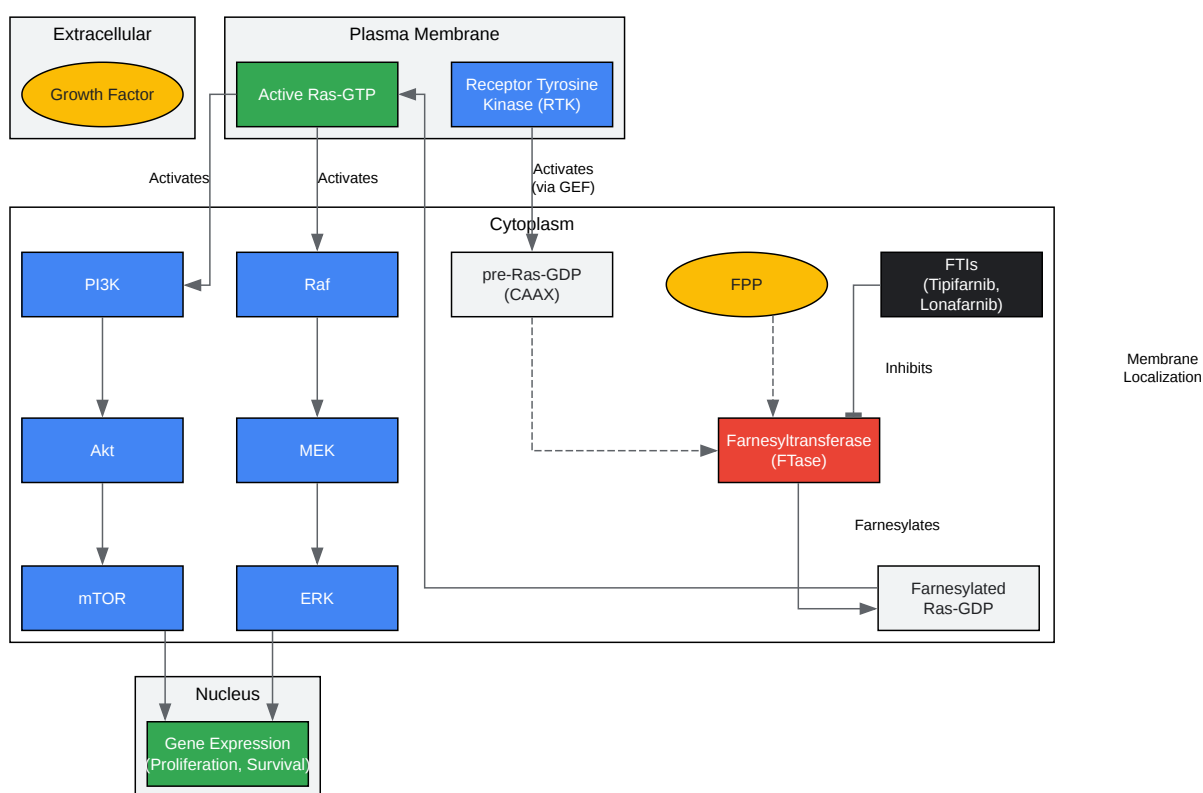 Extracellular
Plasma Membrane
Growth Factor
Active Ras-GTP
Receptor Tyrosine
Kinase (RTK)
Activates
Activates
Activates
(via GEF)
Cytoplasm
PI3K
Raf
pre-Ras-GDP
(CAAX)
FPP
FTIs
(Tipifarnib,
Lonafarnib)
Inhibits
Membrane
Localization
Akt
MEK
Farnesyltransferase
(FTase)
Farnesylates
mTOR
ERK
Farnesylated
Ras-GDP
Nucleus
Gene Expression
(Proliferation, Survival)